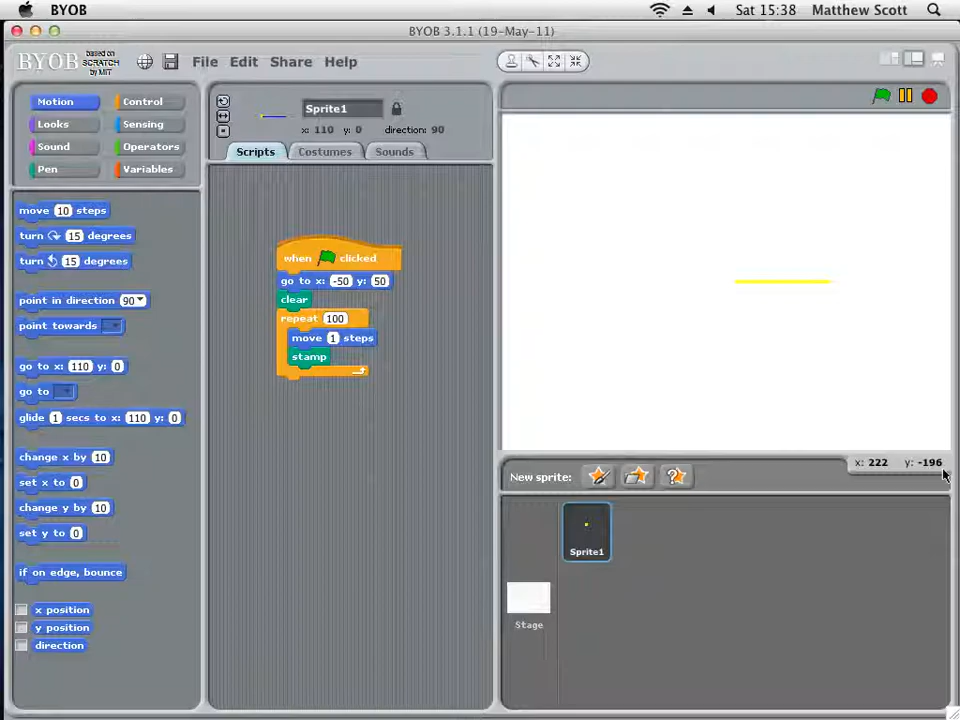 BYOB
Sat 15:38 Matthew Scott
BYOB 3.1.1 (19-May-11)
BYOB based on SCRATCH by MIT
File Edit Share Help
Motion
Control
Looks
Sensing
Sound
Operators
Pen
Variables
move 10 steps
turn 15 degrees
turn 15 degrees
point in direction 90
point towards
go to x: 110 y: 0
go to
glide 1 secs to x: 110 y: 0
change x by 10
set x to 0
change y by 10
set y to 0
if on edge, bounce
x position
y position
direction
Sprite1
x: 110 y: 0 direction: 90
Scripts Costumes Sounds
when clicked
go to x: -50 y: 50
clear
repeat 100
move 1 steps
stamp
x: 222 y: -196
New sprite:
Sprite1
Stage